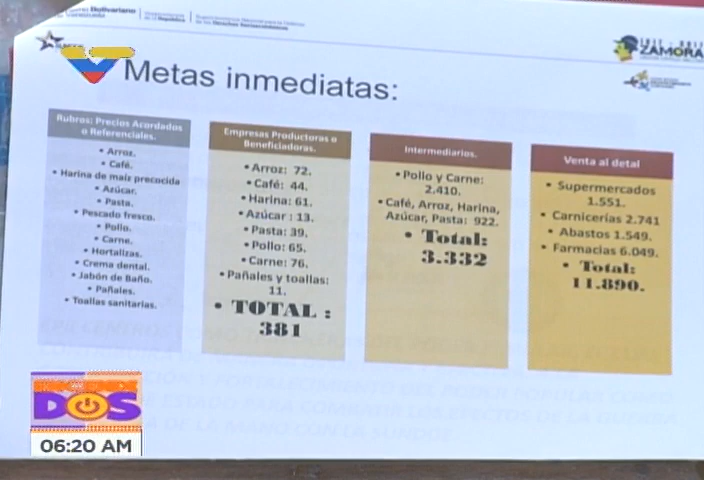 Bolivariano
Metas inmediatas:
ZAMORA
Rubros: Precios Acordados
o Referenciales.
• Arroz.
• Café.
• Harina de maíz precocida
• Azúcar.
• Pasta.
• Pescado fresco.
• Pollo.
• Carne.
• Hortalizas.
• Crema dental.
• Jabón de Baño.
• Pañales.
• Toallas sanitarias.
Empresas Productoras o
Beneficiadoras.
• Arroz: 72.
• Café: 44.
• Harina: 61.
• Azúcar : 13.
• Pasta: 39.
• Pollo: 65.
• Carne: 76.
• Pañales y toallas:
11.
• TOTAL :
381
Intermediarios.
• Pollo y Carne:
2.410.
• Café, Arroz, Harina,
Azúcar, Pasta: 922.
• Total:
3.332
Venta al detal
• Supermercados
1.551.
• Carnicerías 2.741
• Abastos 1.549.
• Farmacias 6.049.
• Total:
11.890.
DOS
06:20 AM